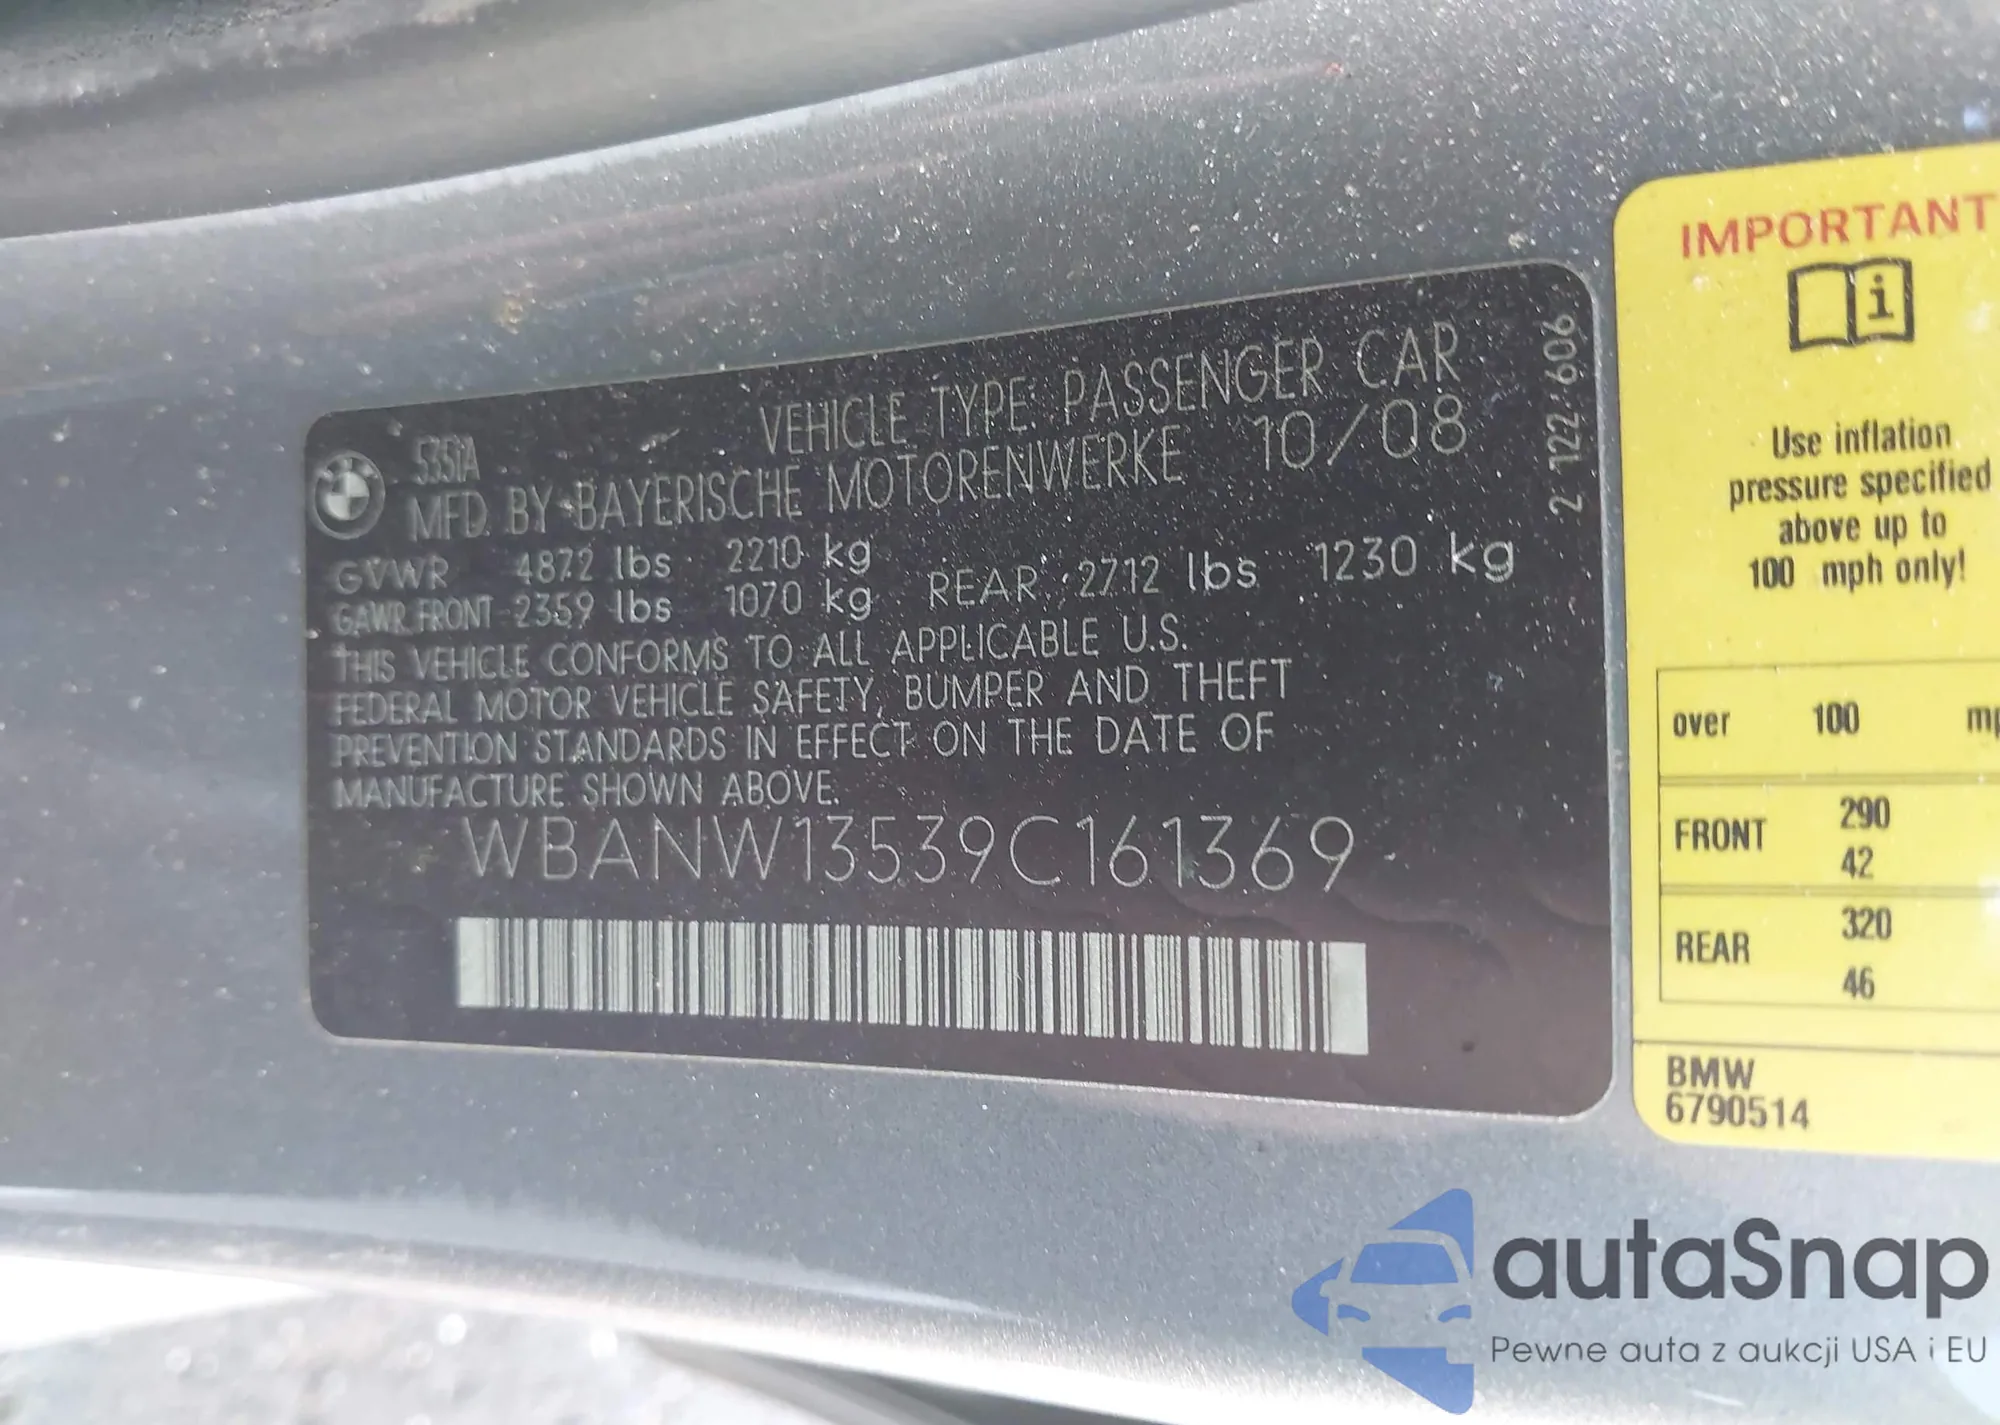 VEHICLE TYPE: PASSENGER CAR
535iA
MFD. BY BAYERISCHE MOTORENWERKE 10/08
GVWR 4872 lbs 2210 kg
GAWR FRONT 2359 lbs 1070 kg REAR: 2712 lbs 1230 kg
THIS VEHICLE CONFORMS TO ALL APPLICABLE U.S.
FEDERAL MOTOR VEHICLE SAFETY, BUMPER AND THEFT
PREVENTION STANDARDS IN EFFECT ON THE DATE OF
MANUFACTURE SHOWN ABOVE.
WBANW13539C161369
2 122 606
IMPORTANT
i
Use inflation
pressure specified
above up to
100 mph only!
over 100 mp
FRONT 290
42
REAR 320
46
BMW
6790514
autaSnap
Pewne auta z aukcji USA i EU